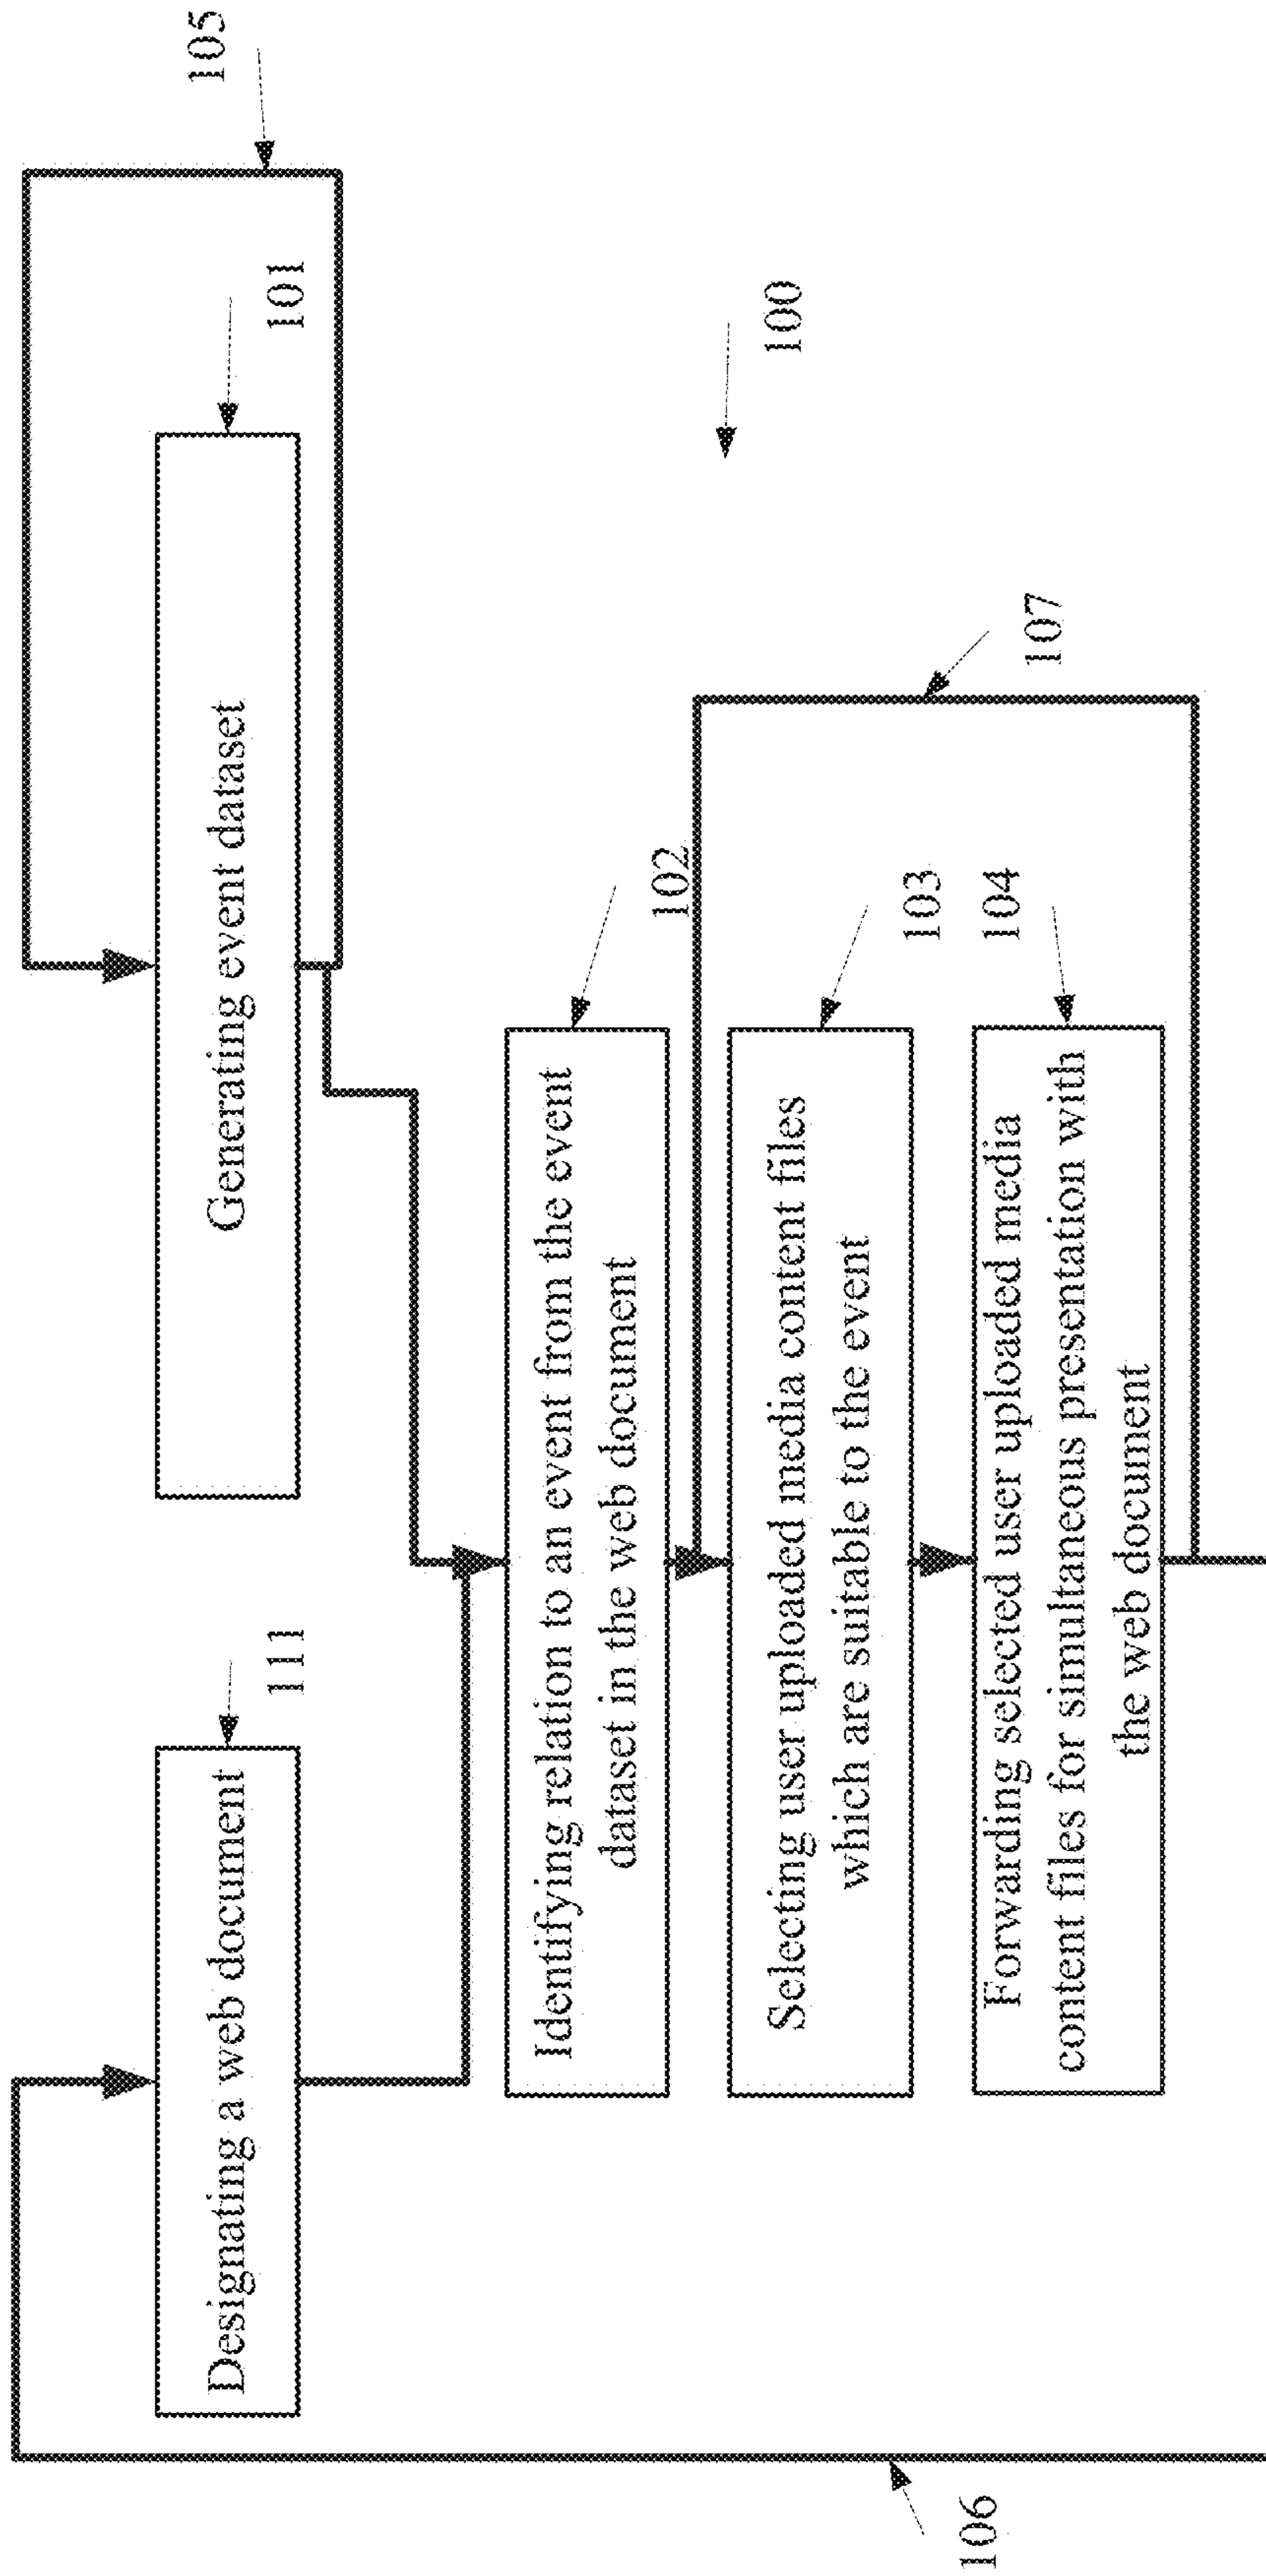 105
Generating event dataset
101
Designating a web document
111
Identifying relation to an event from the event
dataset in the web document
102
100
Selecting user uploaded media content files
which are suitable to the event
103
107
Forwarding selected user uploaded media
content files for simultaneous presentation with
the web document
104
106